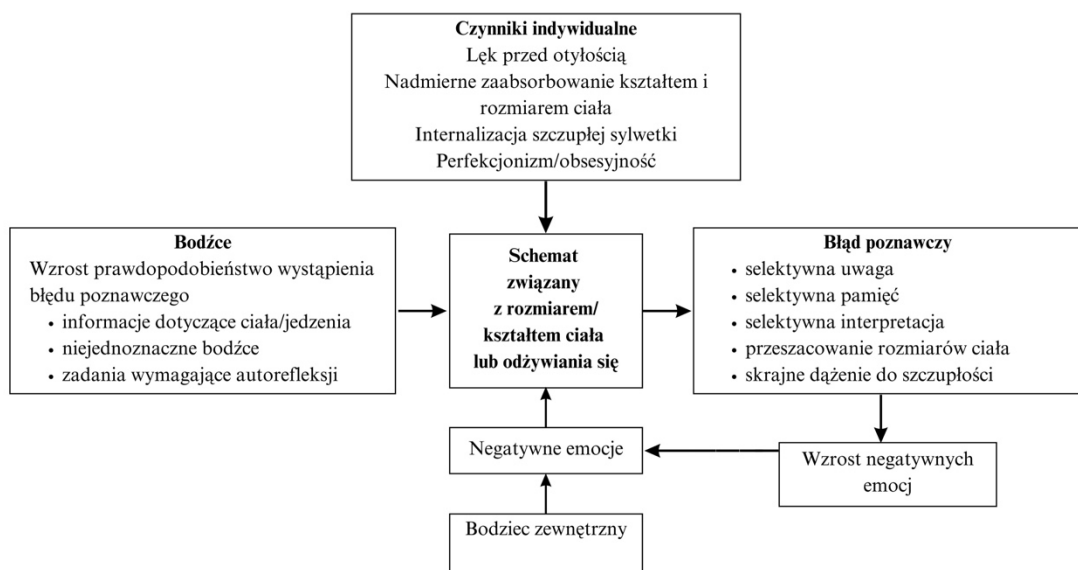 Czynniki indywidualne
Lęk przed otyłością
Nadmierne zaabsorbowanie kształtem i
rozmiarem ciała
Internalizacja szczupłej sylwetki
Perfekcjonizm/obsesyjność
Bodźce
Wzrost prawdopodobieństwo wystąpienia
błędu poznawczego
• informacje dotyczące ciała/jedzenia
• niejednoznaczne bodźce
• zadania wymagające autorefleksji
Schemat
związany
z rozmiarem/
kształtem ciała
lub odżywiania się
Błąd poznawczy
• selektywna uwaga
• selektywna pamięć
• selektywna interpretacja
• przeszacowanie rozmiarów ciała
• skrajne dążenie do szczupłości
Negatywne emocje
Wzrost negatywnych
emocj
Bodziec zewnętrzny